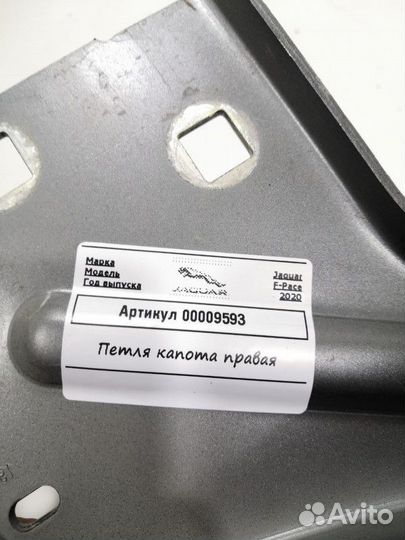 Марка
Модель
Год выпуска
JAGUAR
Jaguar
F-Pace
2020
Артикул 00009593
Петля капота правая
Avito